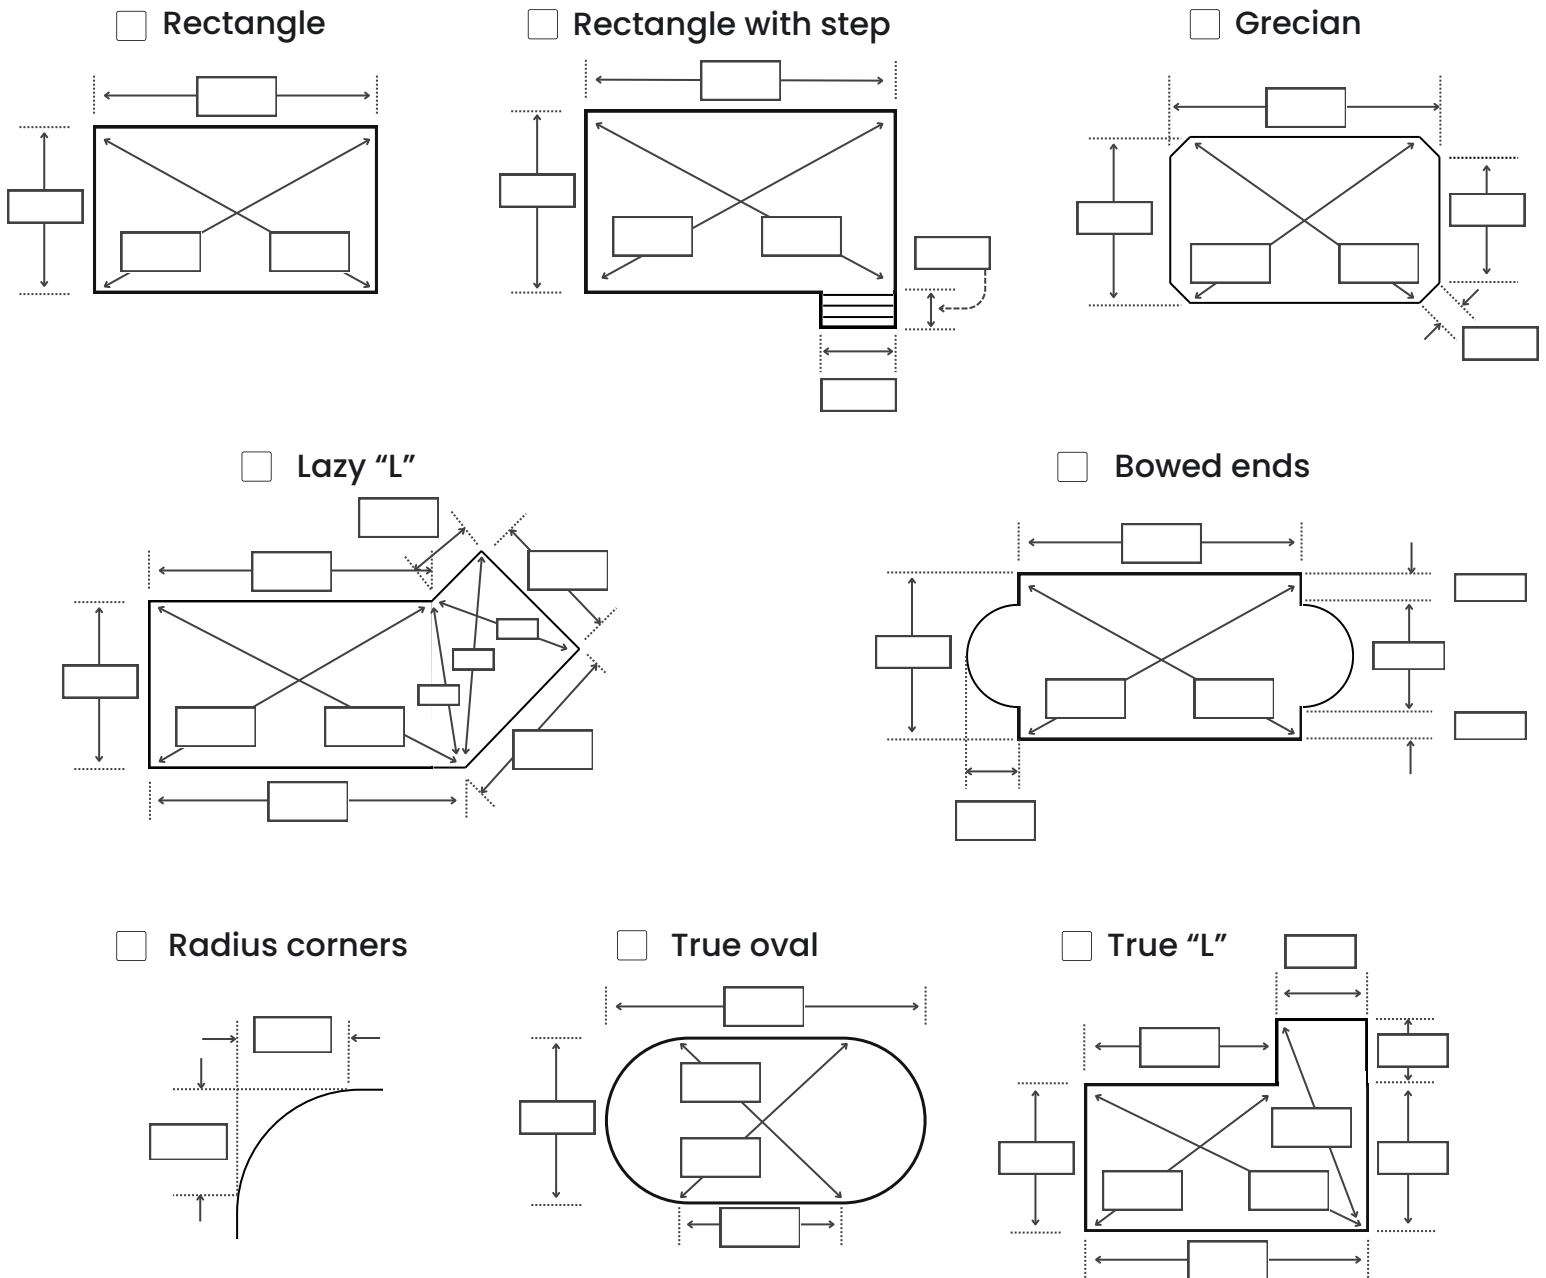 Rectangle
Rectangle with step
Grecian
Lazy “L”
Bowed ends
Radius corners
True oval
True “L”